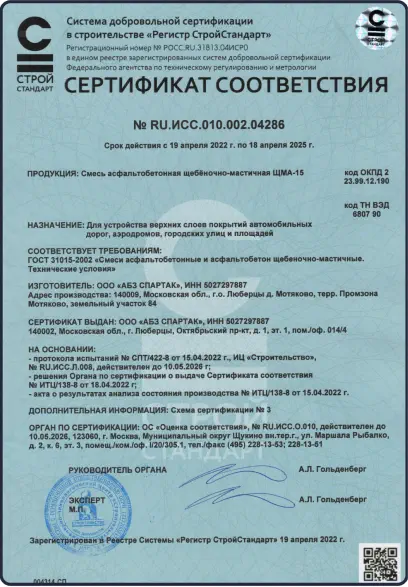 Система добровольной сертификации
в строительстве «Регистр СтройСтандарт»
Регистрационный номер № РОСС.RU.31813.04ИСР0
в едином реестре зарегистрированных систем добровольной сертификации
Федерального агентства по техническому регулированию и метрологии
СТРОЙ
СТАНДАРТ
СЕРТИФИКАТ СООТВЕТСТВИЯ
№ RU.ИСС.010.002.04286
Срок действия с 19 апреля 2022 г. по 18 апреля 2025 г.
ПРОДУКЦИЯ: Смесь асфальтобетонная щебёночно-мастичная ЩМА-15
код ОКПД 2
23.99.12.190
код ТН ВЭД
6807 90
НАЗНАЧЕНИЕ: Для устройства верхних слоев покрытий автомобильных
дорог, аэродромов, городских улиц и площадей
СООТВЕТСТВУЕТ ТРЕБОВАНИЯМ:
ГОСТ 31015-2002 «Смеси асфальтобетонные и асфальтобетон щебеночно-мастичные.
Технические условия»
ИЗГОТОВИТЕЛЬ: ООО «АБЗ СПАРТАК», ИНН 5027297887
Адрес производства: 140009, Московская обл., г.о. Люберцы д. Мотяково, терр. Промзона
Мотяково, земельный участок 84
СЕРТИФИКАТ ВЫДАН: ООО «АБЗ СПАРТАК», ИНН 5027297887
140002, Московская обл., г. Люберцы, Октябрьский пр-кт, д. 1, эт. 1, пом./оф. 014/4
НА ОСНОВАНИИ:
- протокола испытаний № СПТ/422-8 от 15.04.2022 г., ИЦ «Строительство»,
№ RU.ИСС.Л.008, действителен до 10.05.2026 г;
- решения Органа по сертификации о выдаче Сертификата соответствия
№ ИТЦ/138-8 от 18.04.2022 г;
- акта о результатах анализа состояния производства № ИТЦ/138-8 от 15.04.2022 г.
ДОПОЛНИТЕЛЬНАЯ ИНФОРМАЦИЯ: Схема сертификации № 3
ОРГАН ПО СЕРТИФИКАЦИИ: ОС «Оценка соответствия», № RU.ИСС.О.010, действителен до
10.05.2026, 123060, г. Москва, Муниципальный округ Щукино вн.тер.г., ул. Маршала Рыбалко,
д. 2, к. 6, эт. 3, помещ./ком./оф. I/20/305.1, тел./факс (495) 228-13-53; 228-13-51
РУКОВОДИТЕЛЬ ОРГАНА
А.Л. Гольденберг
ЭКСПЕРТ
А.Л. Гольденберг
М.П.
Зарегистрирован в Реестре Системы «Регистр СтройСтандарт» 19 апреля 2022 г.